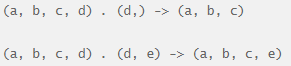 (a, b, c, d) . (d,) -> (a, b, c)
(a, b, c, d) . (d, e) -> (a, b, c, e)